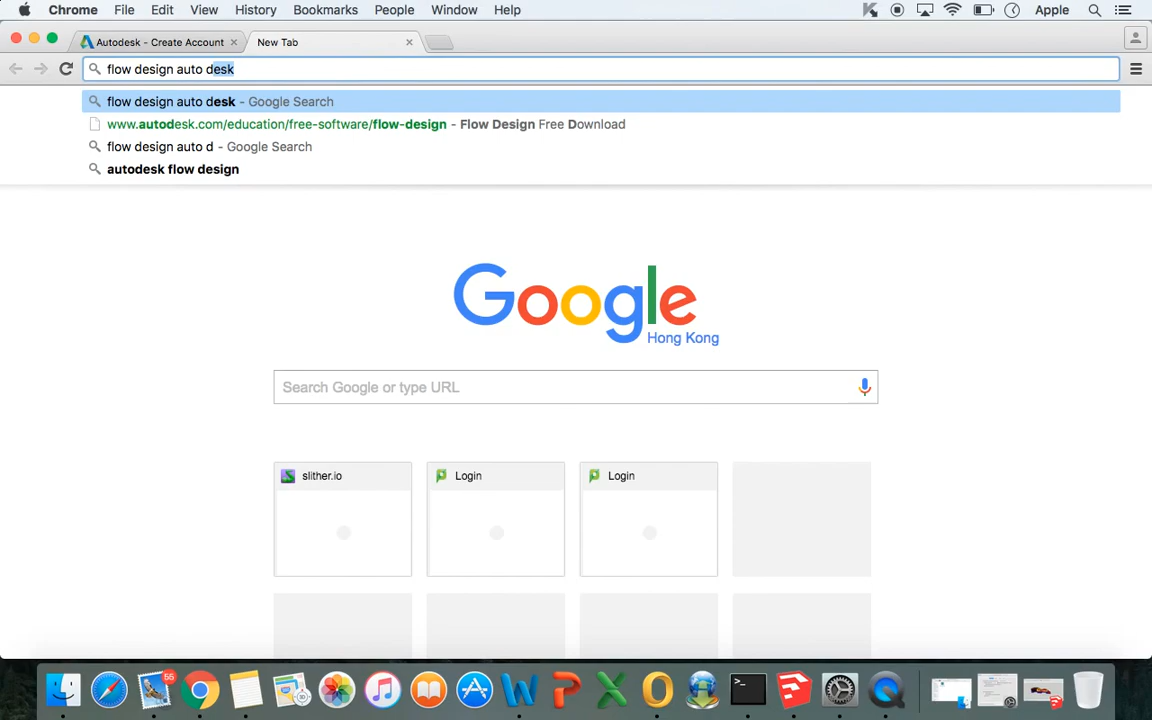 Chrome File Edit View History Bookmarks People Window Help Apple
Autodesk - Create Account New Tab
flow design auto desk
flow design auto desk - Google Search
www.autodesk.com/education/free-software/flow-design - Flow Design Free Download
flow design auto d - Google Search
autodesk flow design
Google
Hong Kong
Search Google or type URL
slither.io Login Login
55